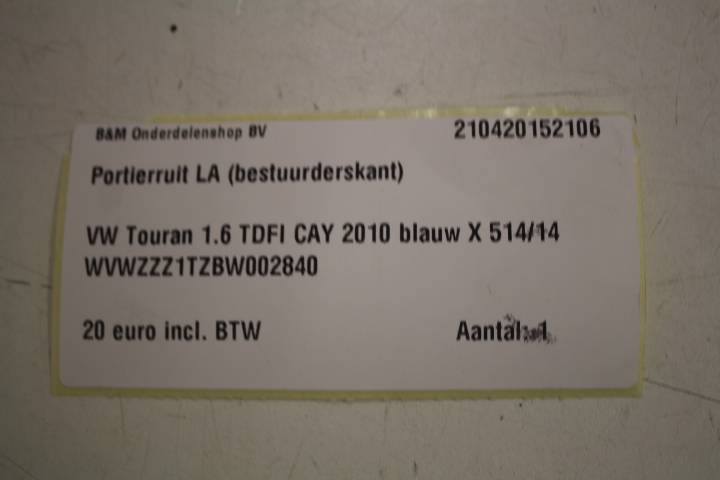 B&M Onderdelenshop BV 210420152106
Portierruit LA (bestuurderskant)
VW Touran 1.6 TDFI CAY 2010 blauw X 514/14
WVWZZZ1TZBW002840
20 euro incl. BTW Aantal: 1